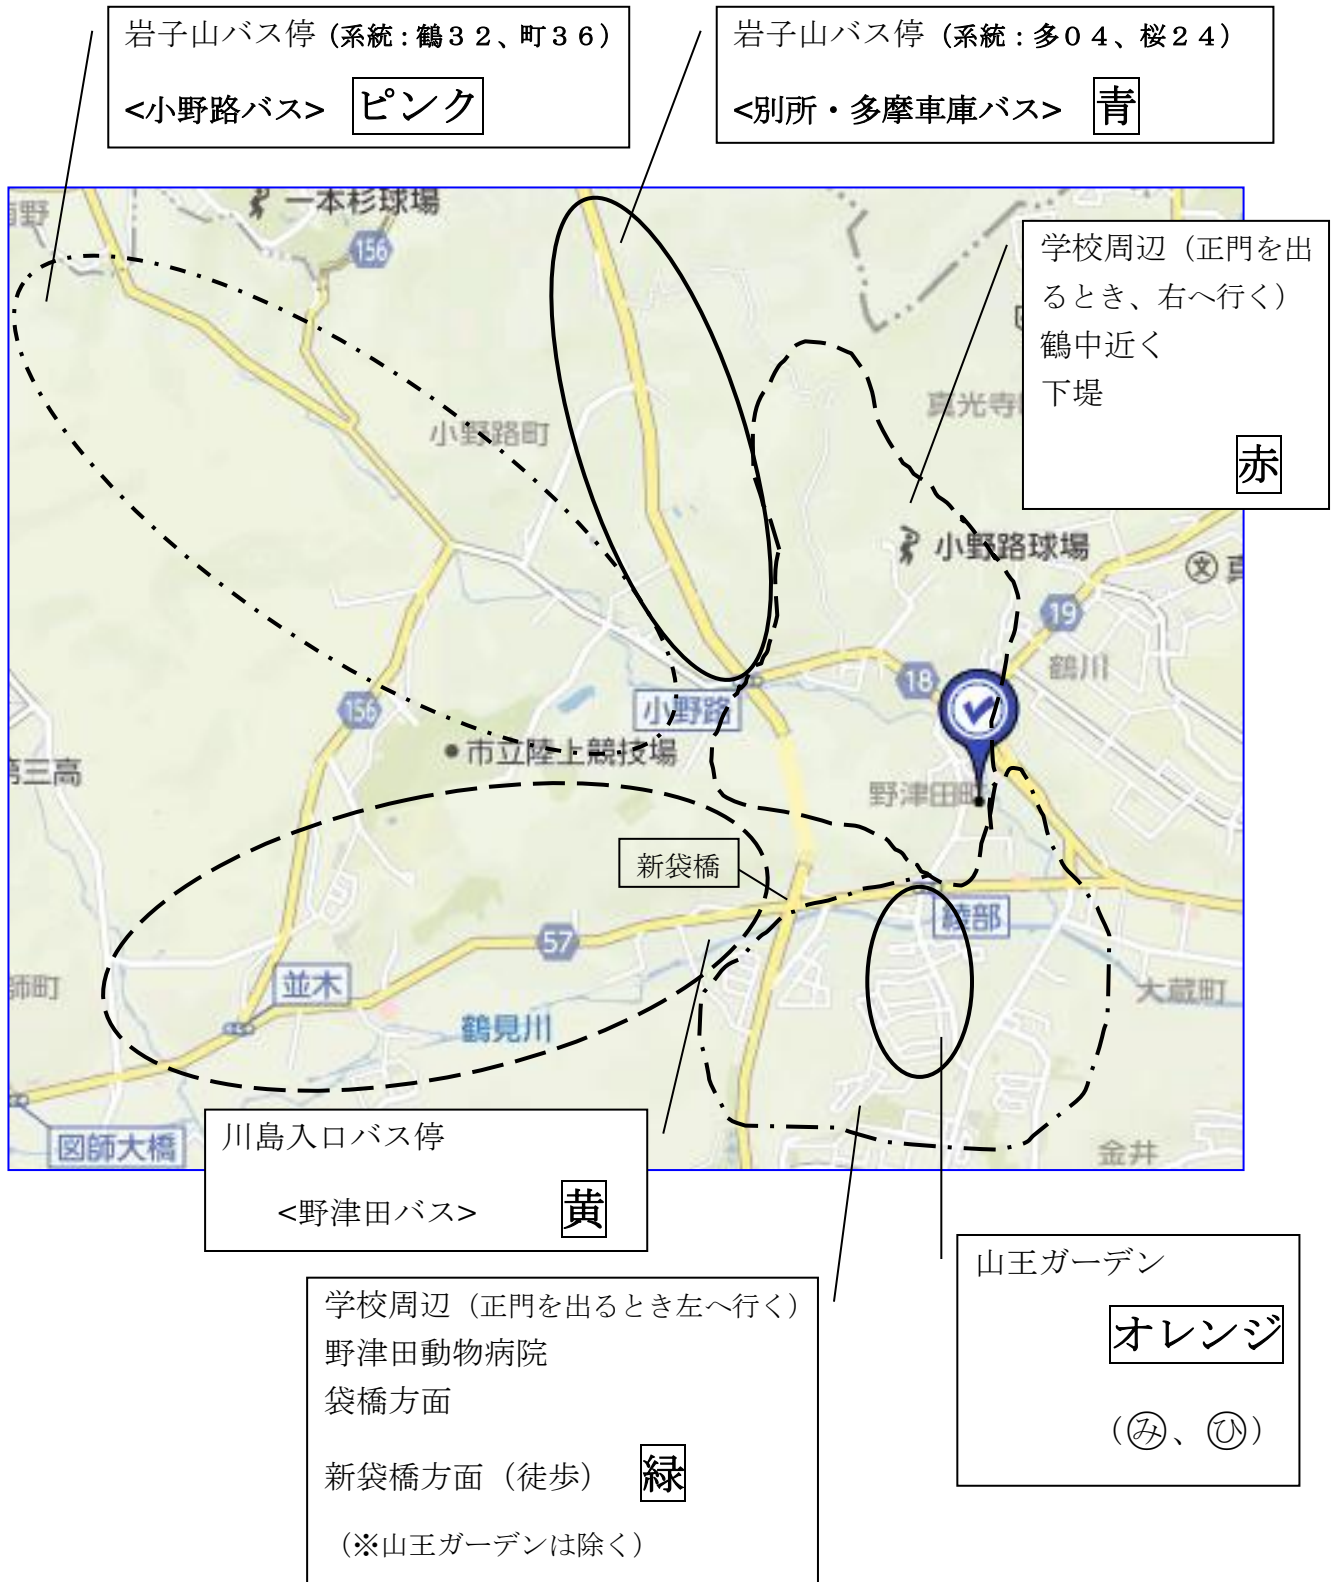 岩子山バス停（系統：鶴３２、町３６）
<小野路バス> ピンク
岩子山バス停（系統：多０４、桜２４）
<別所・多摩車庫バス> 青
学校周辺（正門を出
るとき、右へ行く）
鶴中近く
下堤
赤
一本杉球場
156
小野路町
真光寺
小野路球場
19
鶴川
18
小野路
156
市立陸上競技場
野津田町
新袋橋
綾部
57
並木
大蔵町
鶴見川
図師大橋
金井
川島入口バス停
<野津田バス> 黄
山王ガーデン
オレンジ
（㋯、㋪）
学校周辺（正門を出るとき左へ行く）
野津田動物病院
袋橋方面
新袋橋方面（徒歩） 緑
（※山王ガーデンは除く）